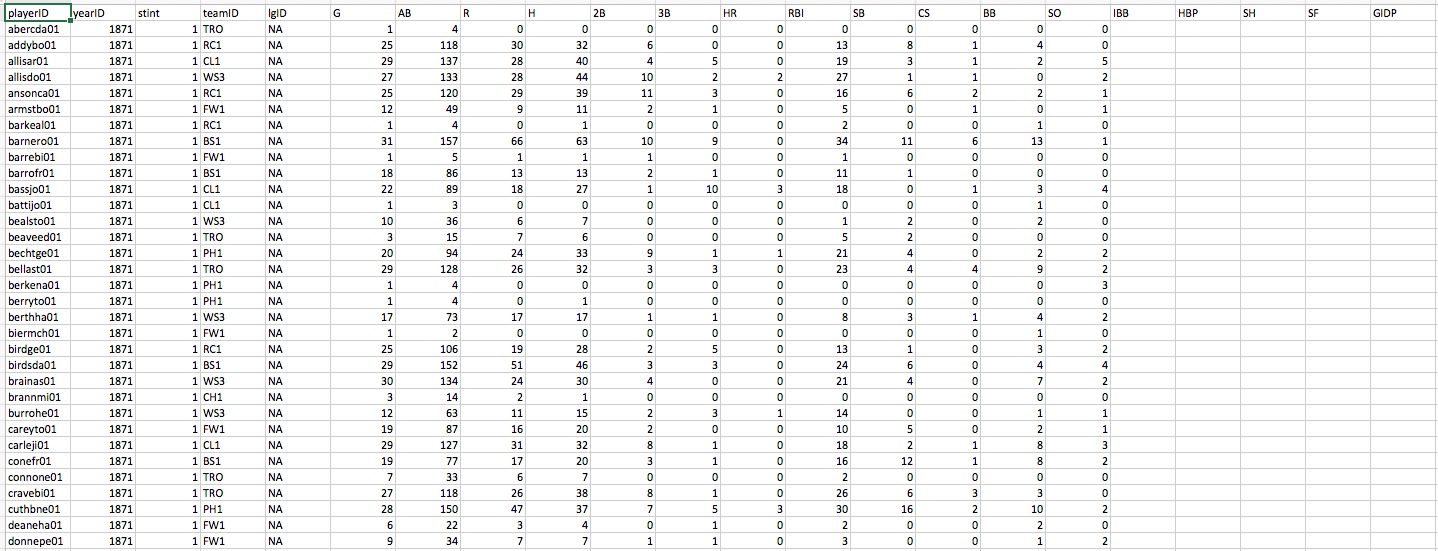 playerID yearID stint teamID lgID G AB R H 2B 3B HR RBI SB CS BB SO IBB HBP SH SF GIDP
abercda01 1871 1 TRO NA 1 4 0 0 0 0 0 0 0 0 0 0
addybo01 1871 1 RC1 NA 25 118 30 32 6 0 0 13 8 1 4 0
allisar01 1871 1 CL1 NA 29 137 28 40 4 5 0 19 3 1 2 5
allisdo01 1871 1 WS3 NA 27 133 28 44 10 2 2 27 1 1 0 2
ansonca01 1871 1 RC1 NA 25 120 29 39 11 3 0 16 6 2 2 1
armstbo01 1871 1 FW1 NA 12 49 9 11 2 1 0 5 0 1 0 1
barkeal01 1871 1 RC1 NA 1 4 0 1 0 0 0 2 0 0 1 0
barnero01 1871 1 BS1 NA 31 157 66 63 10 9 0 34 11 6 13 1
barrebi01 1871 1 FW1 NA 1 5 1 1 1 0 0 1 0 0 0 0
barrofr01 1871 1 BS1 NA 18 86 13 13 2 1 0 11 1 0 0 0
bassjo01 1871 1 CL1 NA 22 89 18 27 1 10 3 18 0 1 3 4
battijo01 1871 1 CL1 NA 1 3 0 0 0 0 0 0 0 0 1 0
bealsto01 1871 1 WS3 NA 10 36 6 7 0 0 0 1 2 0 2 0
beaveed01 1871 1 TRO NA 3 15 7 6 0 0 0 5 2 0 0 0
bechtge01 1871 1 PH1 NA 20 94 24 33 9 1 1 21 4 0 2 2
bellast01 1871 1 TRO NA 29 128 26 32 3 3 0 23 4 4 9 2
berkena01 1871 1 PH1 NA 1 4 0 0 0 0 0 0 0 0 0 3
berryto01 1871 1 PH1 NA 1 4 0 1 0 0 0 0 0 0 0 0
berthha01 1871 1 WS3 NA 17 73 17 17 1 1 0 8 3 1 4 2
biermch01 1871 1 FW1 NA 1 2 0 0 0 0 0 0 0 0 1 0
birdge01 1871 1 RC1 NA 25 106 19 28 2 5 0 13 1 0 3 2
birdsda01 1871 1 BS1 NA 29 152 51 46 3 3 0 24 6 0 4 4
brainas01 1871 1 WS3 NA 30 134 24 30 4 0 0 21 4 0 7 2
brannmi01 1871 1 CH1 NA 3 14 2 1 0 0 0 0 0 0 0 0
burrohe01 1871 1 WS3 NA 12 63 11 15 2 3 1 14 0 0 1 1
careyto01 1871 1 FW1 NA 19 87 16 20 2 0 0 10 5 0 2 1
carleji01 1871 1 CL1 NA 29 127 31 32 8 1 0 18 2 1 8 3
conefr01 1871 1 BS1 NA 19 77 17 20 3 1 0 16 12 1 8 2
connone01 1871 1 TRO NA 7 33 6 7 0 0 0 2 0 0 0 0
cravebi01 1871 1 TRO NA 27 118 26 38 8 1 0 26 6 3 3 0
cuthbne01 1871 1 PH1 NA 28 150 47 37 7 5 3 30 16 2 10 2
deaneha01 1871 1 FW1 NA 6 22 3 4 0 1 0 2 0 0 2 0
donnepe01 1871 1 FW1 NA 9 34 7 7 1 1 0 3 0 0 1 2